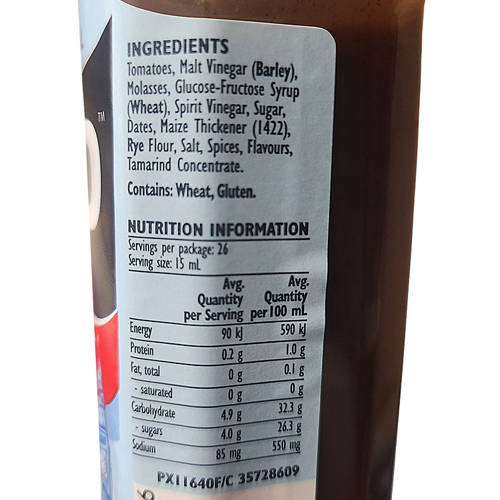 TM
INGREDIENTS
Tomatoes, Malt Vinegar (Barley),
Molasses, Glucose-Fructose Syrup
(Wheat), Spirit Vinegar, Sugar,
Dates, Maize Thickener (1422),
Rye Flour, Salt, Spices, Flavours,
Tamarind Concentrate.
Contains: Wheat, Gluten.
NUTRITION INFORMATION
Servings per package: 26
Serving size: 15 mL
Avg. Quantity per Serving Avg. Quantity per 100 mL
Energy 90 kJ 590 kJ
Protein 0.2 g 1.0 g
Fat, total 0 g 0.1 g
- saturated 0 g 0 g
Carbohydrate 4.9 g 32.3 g
- sugars 4.0 g 26.3 g
Sodium 85 mg 550 mg
PX11640F/C 35728609